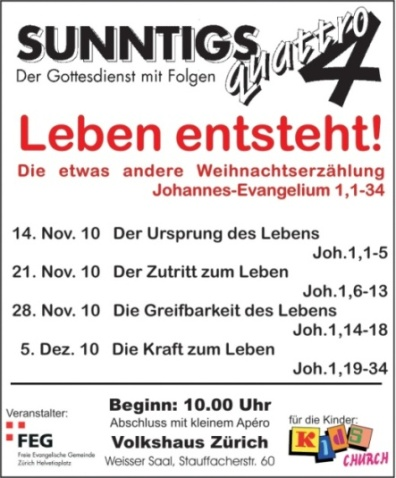 SUNNTIGS
quattro
4
Der Gottesdienst mit Folgen
Leben entsteht!
Die etwas andere Weihnachtserzählung
Johannes-Evangelium 1,1-34
14. Nov. 10 Der Ursprung des Lebens
Joh.1,1-5
21. Nov. 10 Der Zutritt zum Leben
Joh.1,6-13
28. Nov. 10 Die Greifbarkeit des Lebens
Joh.1,14-18
5. Dez. 10 Die Kraft zum Leben
Joh.1,19-34
Veranstalter:
FEG
Freie Evangelische Gemeinde
Zürich Helvetiaplatz
Beginn: 10.00 Uhr
Abschluss mit kleinem Apéro
Volkshaus Zürich
Weisser Saal, Stauffacherstr. 60
für die Kinder:
KidS
CHURCH